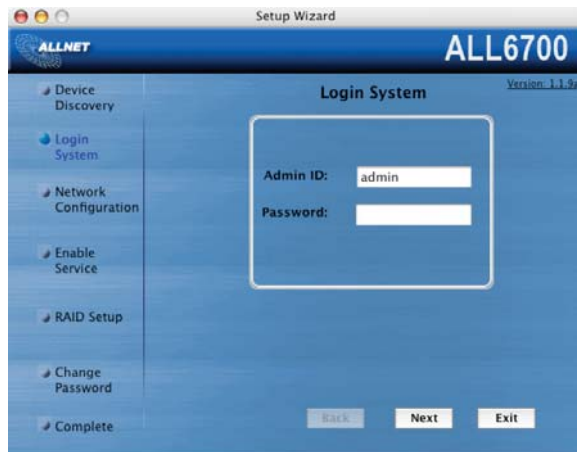 Setup Wizard
ALLNET
ALL6700
Version: 1.1.9a
Device
Discovery
Login
System
Network
Configuration
Enable
Service
RAID Setup
Change
Password
Complete
Login System
Admin ID:
admin
Password:
Back
Next
Exit